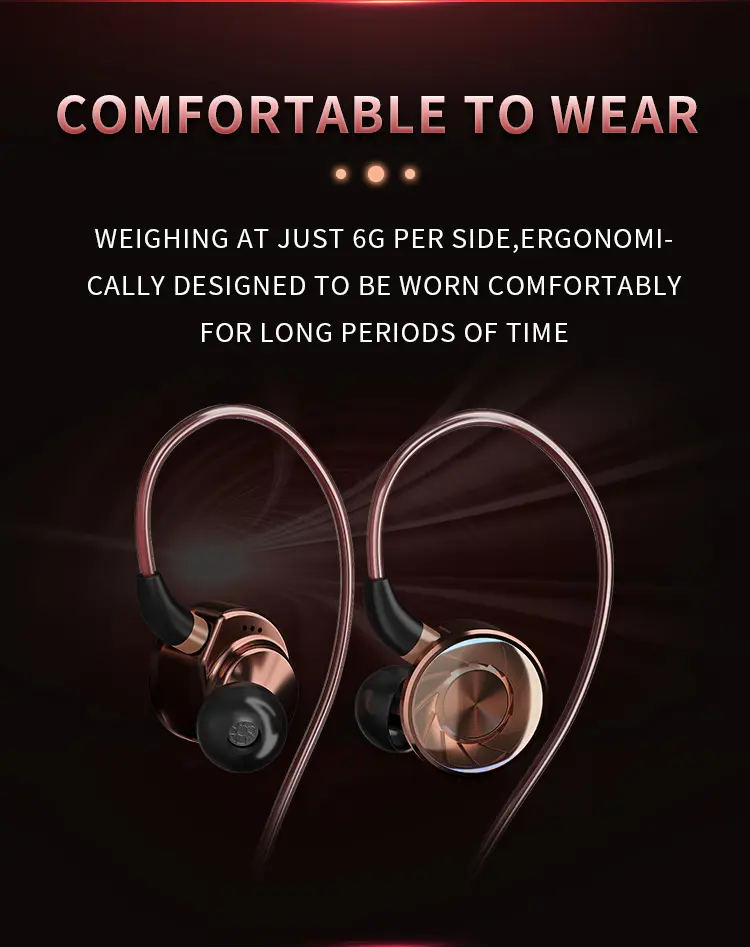 COMFORTABLE TO WEAR
WEIGHING AT JUST 6G PER SIDE,ERGONOMI-
CALLY DESIGNED TO BE WORN COMFORTABLY
FOR LONG PERIODS OF TIME